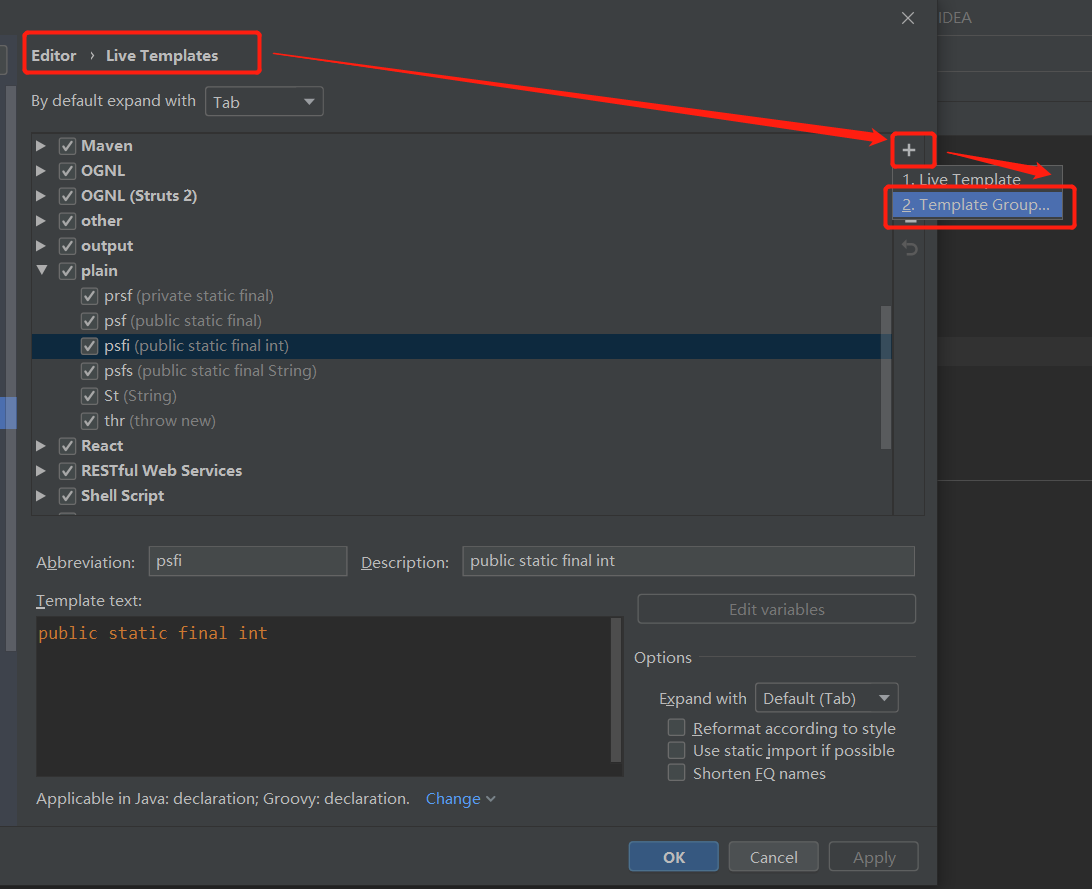 IDEA
Editor › Live Templates
By default expand with Tab
Maven
+
OGNL
1. Live Template
OGNL (Struts 2)
2. Template Group...
other
output
plain
prsf (private static final)
psf (public static final)
psfi (public static final int)
psfs (public static final String)
St (String)
thr (throw new)
React
RESTful Web Services
Shell Script
Abbreviation: psfi Description: public static final int
Template text:
Edit variables
public static final int
Options
Expand with Default (Tab)
Reformat according to style
Use static import if possible
Shorten FQ names
Applicable in Java: declaration; Groovy: declaration. Change
OK Cancel Apply